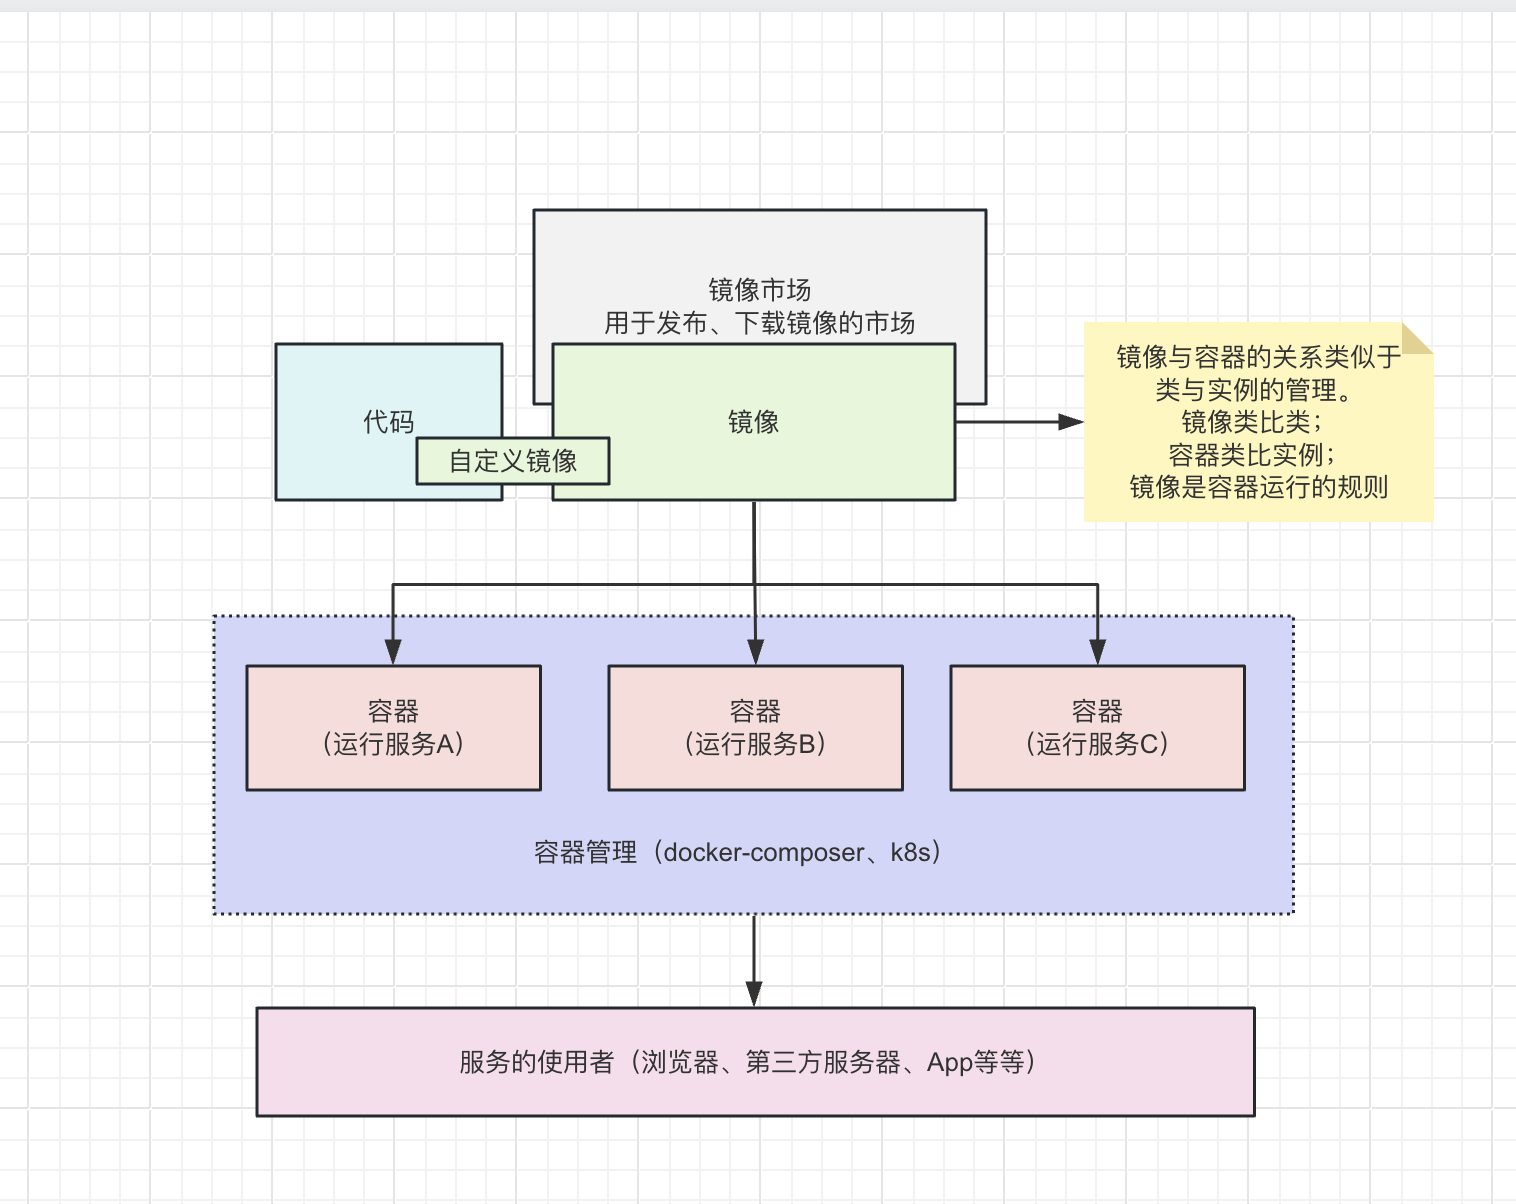 镜像市场
用于发布、下载镜像的市场
代码
自定义镜像
镜像
镜像与容器的关系类似于
类与实例的管理。
镜像类比类；
容器类比实例；
镜像是容器运行的规则
容器
（运行服务A）
容器
（运行服务B）
容器
（运行服务C）
容器管理（docker-composer、k8s）
服务的使用者（浏览器、第三方服务器、App等等）